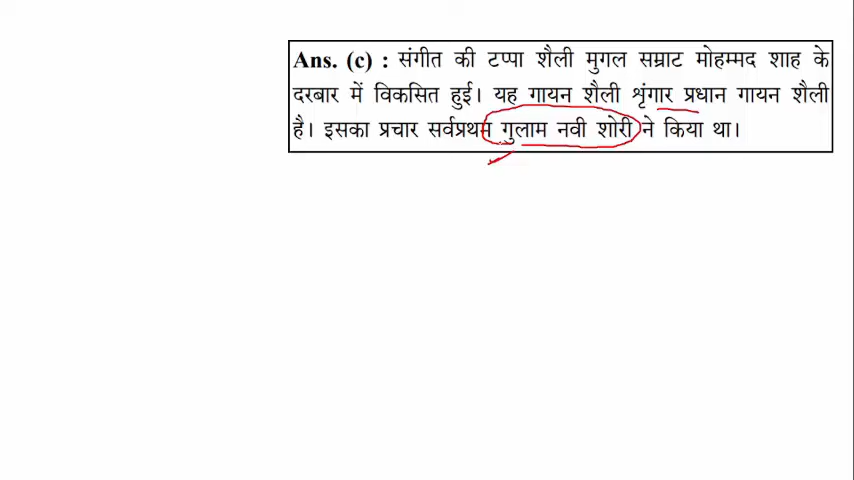 Ans. (c) : संगीत की टप्पा शैली मुगल सम्राट मोहम्मद शाह के
दरबार में विकसित हुई। यह गायन शैली शृंगार प्रधान गायन शैली
है। इसका प्रचार सर्वप्रथम गुलाम नवी शोरी ने किया था।